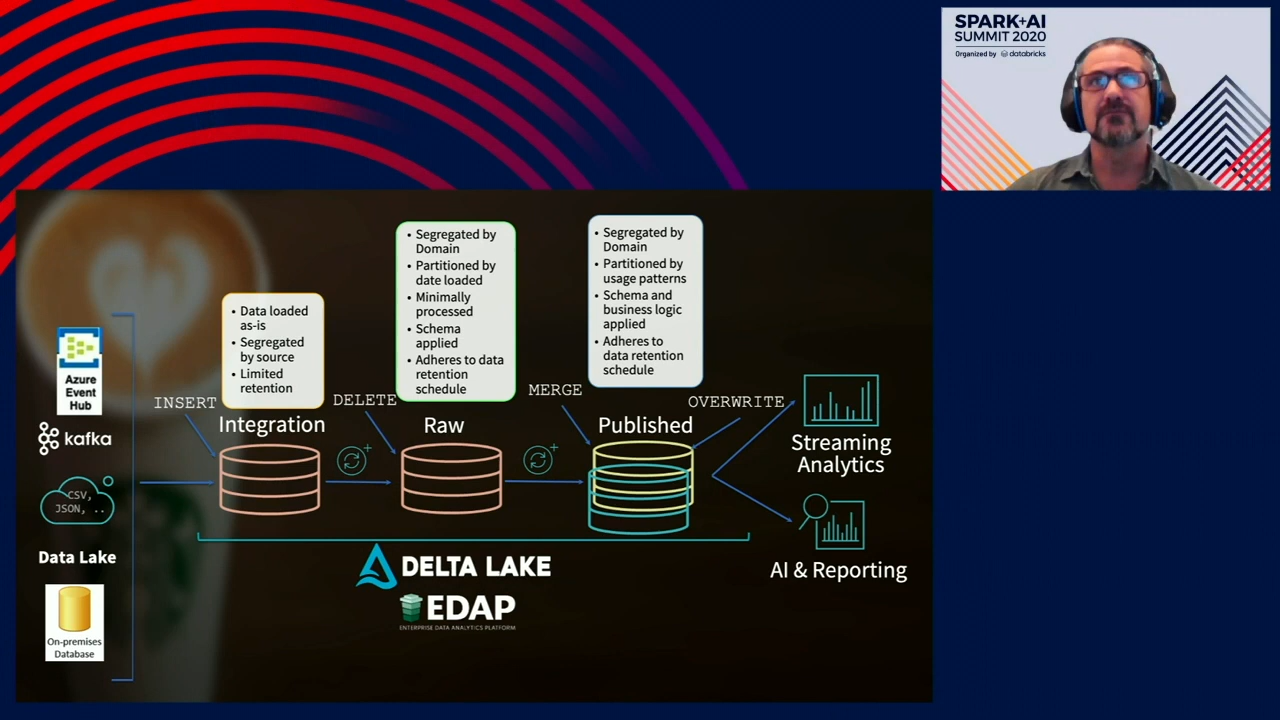 SPARK+AI
SUMMIT 2020
Organized by databricks
• Segregated by
Domain
• Partitioned by
date loaded
• Minimally
processed
• Schema
applied
• Adheres to data
retention
schedule
• Segregated by
Domain
• Partitioned by
usage patterns
• Schema and
business logic
applied
• Adheres to
data retention
schedule
• Data loaded
as-is
• Segregated
by source
• Limited
retention
Azure
Event
Hub
kafka
CSV,
JSON, ..
Data Lake
On-premises
Database
INSERT
DELETE
MERGE
OVERWRITE
Integration
Raw
Published
Streaming
Analytics
AI & Reporting
DELTA LAKE
EDAP
ENTERPRISE DATA ANALYTICS PLATFORM